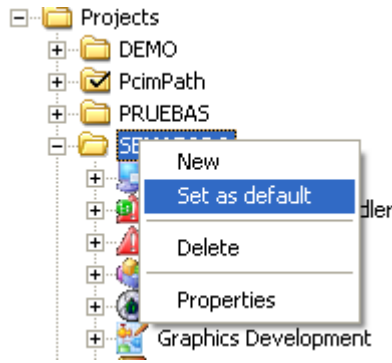 Projects
DEMO
PcimPath
PRUEBAS
New
Set as default
Delete
Properties
Graphics Development